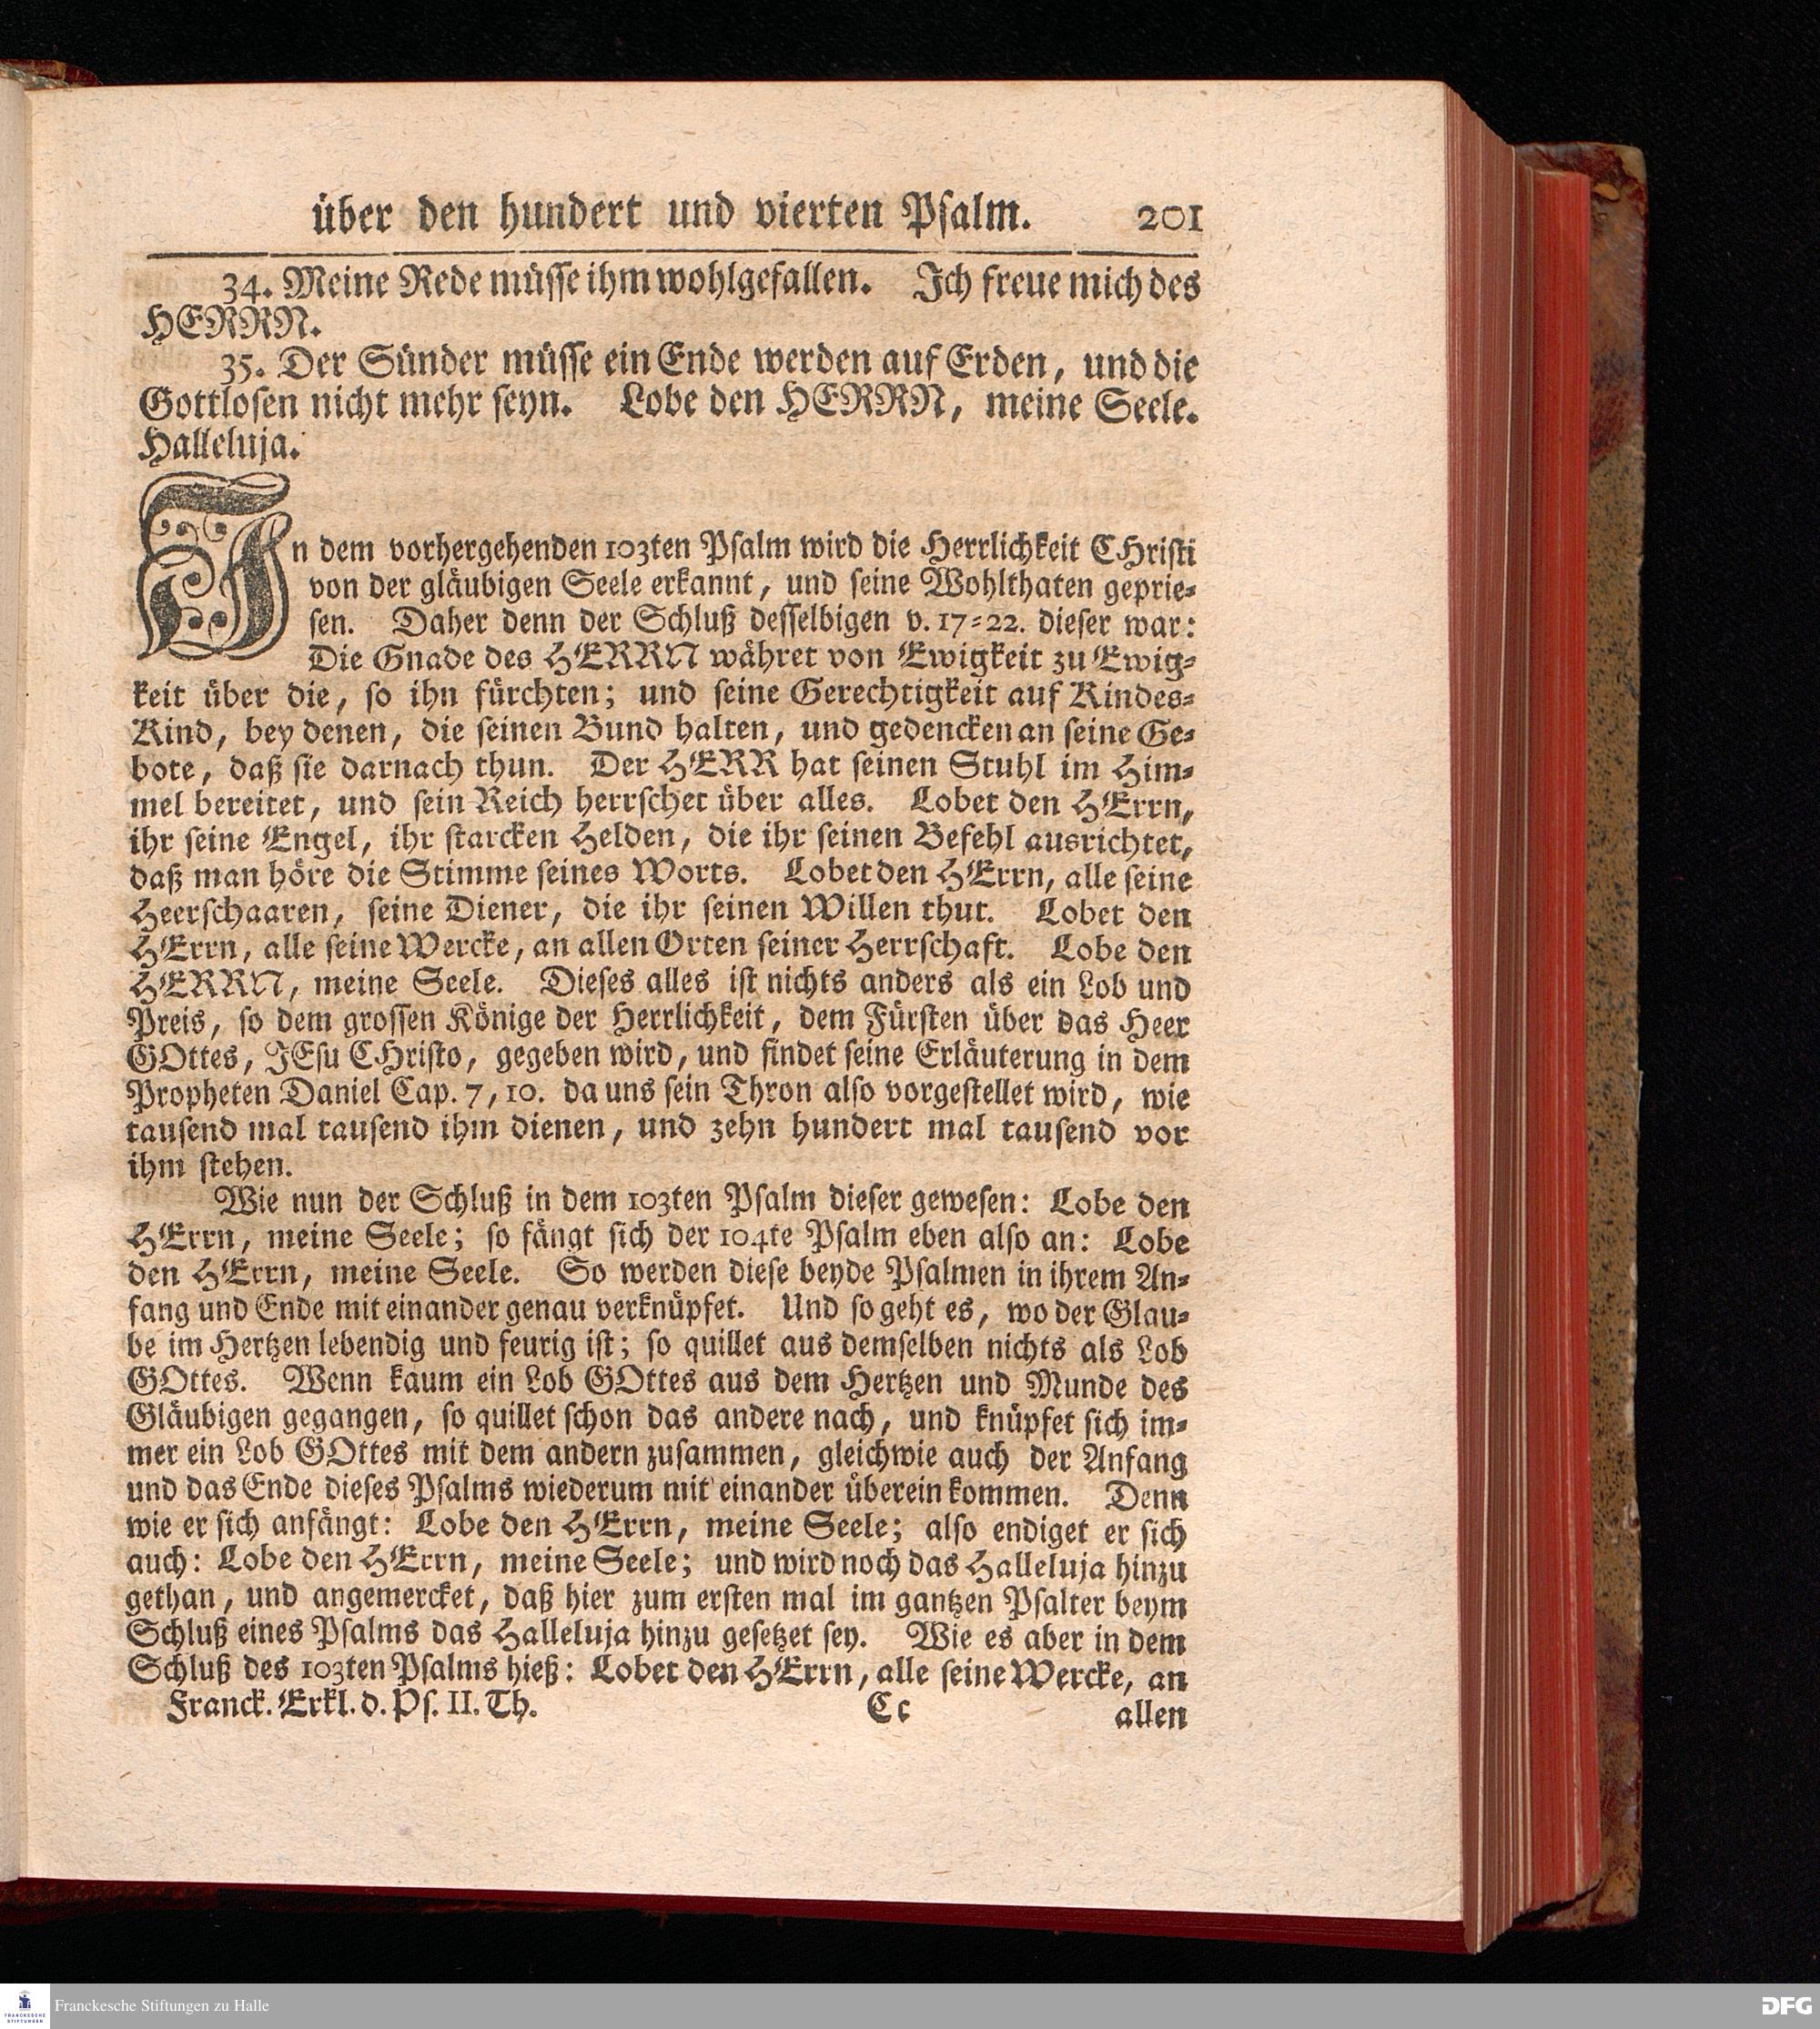 über den hundert und vierten Psalm. 201
34. Meine Rede müsse ihm wohlgefallen. Ich freue mich des
HERRN.
35. Der Sünder müsse ein Ende werden auf Erden, und die
Gottlosen nicht mehr seyn. Lobe den HERRN, meine Seele.
Halleluja.
In dem vorhergehenden 103ten Psalm wird die Herrlichkeit CHristi
von der gläubigen Seele erkannt, und seine Wohlthaten geprie-
sen. Daher denn der Schluß desselbigen v. 17-22. dieser war:
Die Gnade des HERRN währet von Ewigkeit zu Ewig-
keit über die, so ihn fürchten; und seine Gerechtigkeit auf Kindes-
Kind, bey denen, die seinen Bund halten, und gedencken an seine Ge-
bote, daß sie darnach thun. Der HERR hat seinen Stuhl im Him-
mel bereitet, und sein Reich herrschet über alles. Lobet den HErrn,
ihr seine Engel, ihr starcken Helden, die ihr seinen Befehl ausrichtet,
daß man höre die Stimme seines Worts. Lobet den HErrn, alle seine
Heerschaaren, seine Diener, die ihr seinen Willen thut. Lobet den
HErrn, alle seine Wercke, an allen Orten seiner Herrschaft. Lobe den
HERRN, meine Seele. Dieses alles ist nichts anders als ein Lob und
Preis, so dem grossen Könige der Herrlichkeit, dem Fürsten über das Heer
GOttes, JEsu CHristo, gegeben wird, und findet seine Erläuterung in dem
Propheten Daniel Cap. 7, 10. da uns sein Thron also vorgestellet wird, wie
tausend mal tausend ihm dienen, und zehn hundert mal tausend vor
ihm stehen.
Wie nun der Schluß in dem 103ten Psalm dieser gewesen: Lobe den
HErrn, meine Seele; so fängt sich der 104te Psalm eben also an: Lobe
den HErrn, meine Seele. So werden diese beyde Psalmen in ihrem An-
fang und Ende mit einander genau verknüpfet. Und so geht es, wo der Glau-
be im Hertzen lebendig und feurig ist; so quillet aus demselben nichts als Lob
GOttes. Wenn kaum ein Lob GOttes aus dem Hertzen und Munde des
Gläubigen gegangen, so quillet schon das andere nach, und knüpfet sich im-
mer ein Lob GOttes mit dem andern zusammen, gleichwie auch der Anfang
und das Ende dieses Psalms wiederum mit einander überein kommen. Denn
wie er sich anfängt: Lobe den HErrn, meine Seele; also endiget er sich
auch: Lobe den HErrn, meine Seele; und wird noch das Halleluja hinzu
gethan, und angemercket, daß hier zum ersten mal im gantzen Psalter beym
Schluß eines Psalms das Halleluja hinzu gesetzet sey. Wie es aber in dem
Schluß des 103ten Psalms hieß: Lobet den HErrn, alle seine Wercke, an
Franck. Erkl. d. Ps. II. Th. Cc allen
FRANCKESCHE STIFTUNGEN Franckesche Stiftungen zu Halle DFG